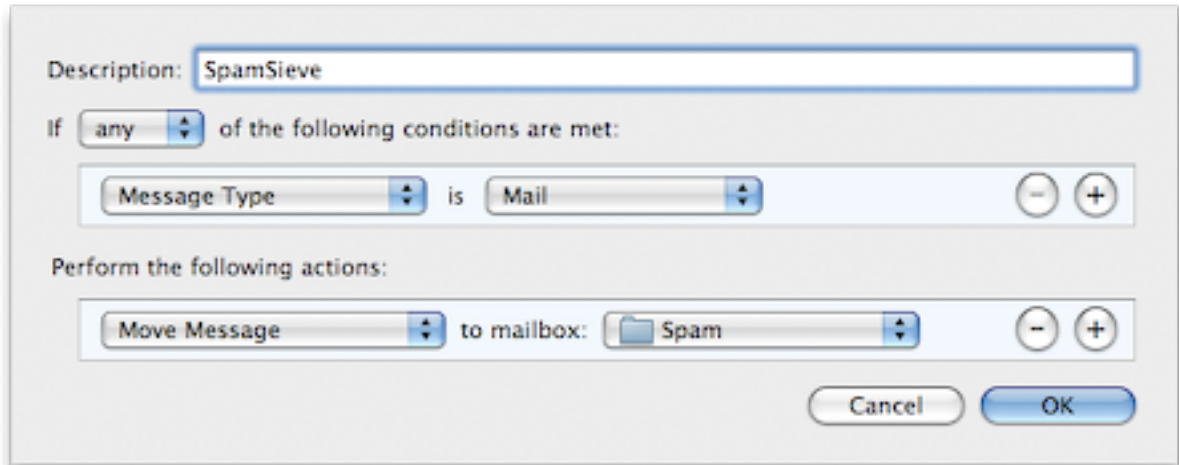 Description: SpamSieve
If any of the following conditions are met:
Message Type is Mail
Perform the following actions:
Move Message to mailbox: Spam
Cancel OK